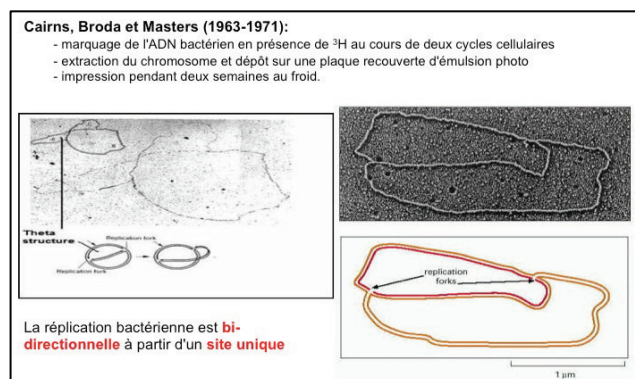 Cairns, Broda et Masters (1963-1971):
- marquage de l'ADN bactérien en présence de ³H au cours de deux cycles cellulaires
- extraction du chromosome et dépôt sur une plaque recouverte d'émulsion photo
- impression pendant deux semaines au froid.
Theta
structure
Replication fork
Replication fork
replication
forks
La réplication bactérienne est bi-
directionnelle à partir d'un site unique
1 µm